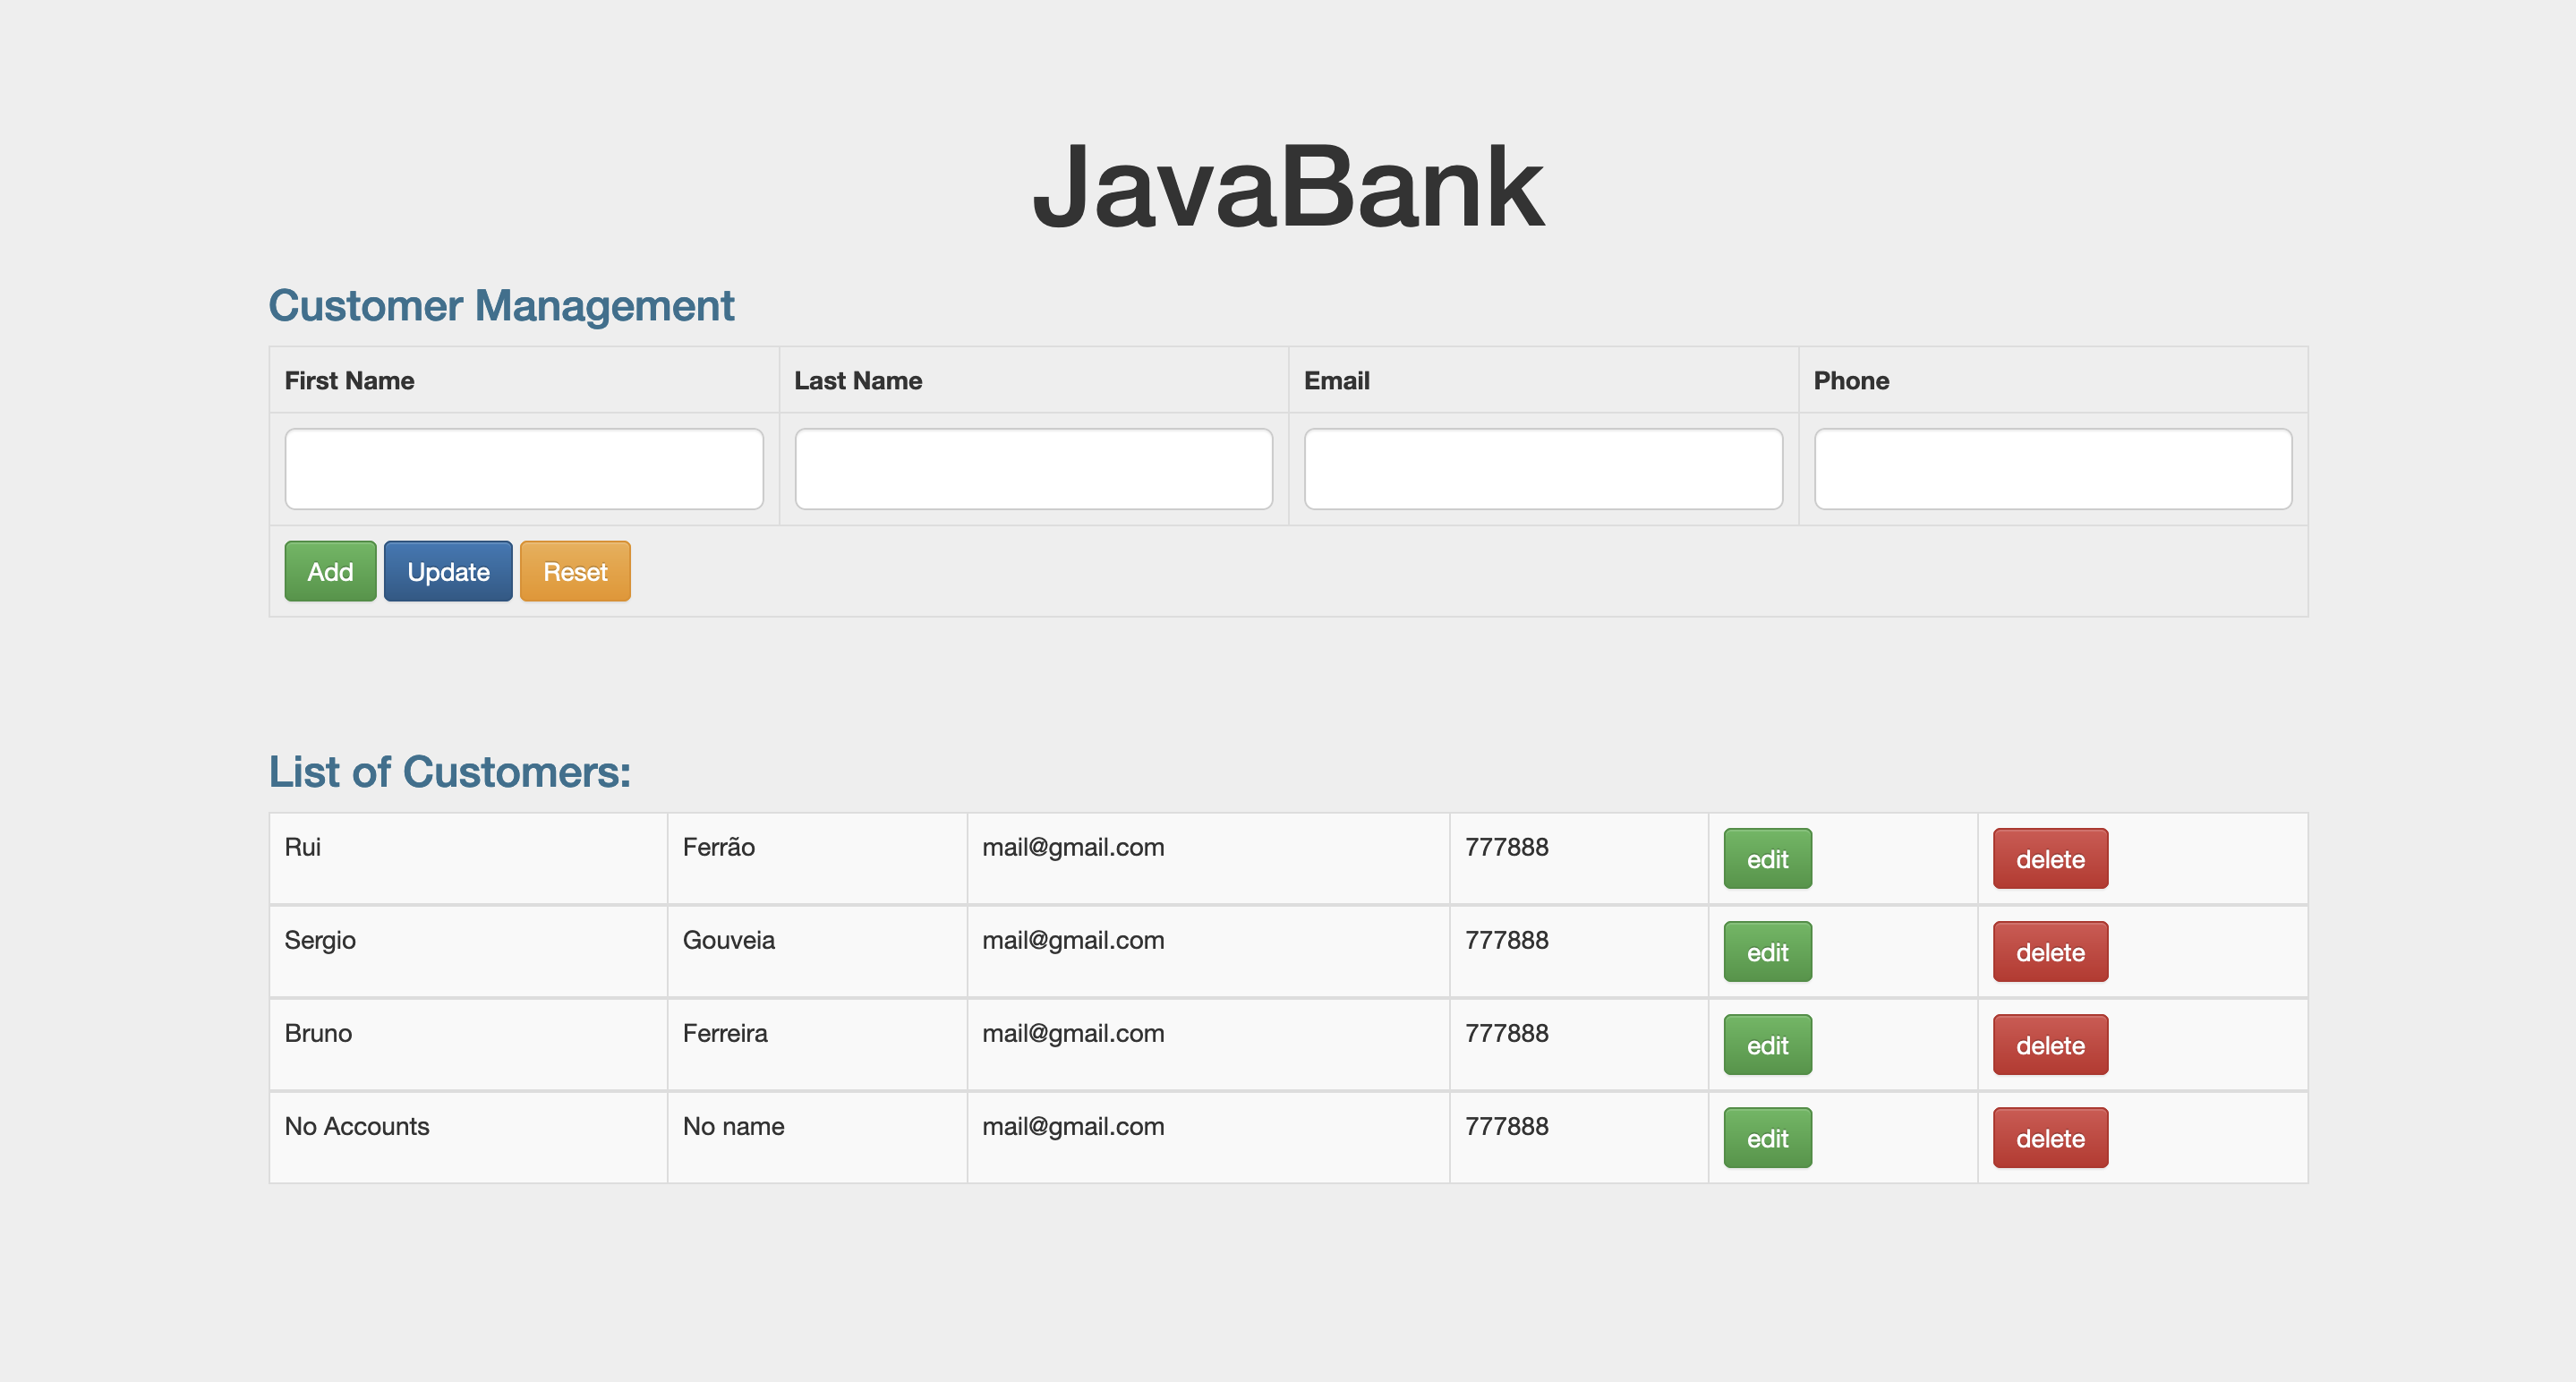 JavaBank
Customer Management
First Name Last Name Email Phone
Add Update Reset
List of Customers:
Rui Ferrão mail@gmail.com 777888 edit delete
Sergio Gouveia mail@gmail.com 777888 edit delete
Bruno Ferreira mail@gmail.com 777888 edit delete
No Accounts No name mail@gmail.com 777888 edit delete